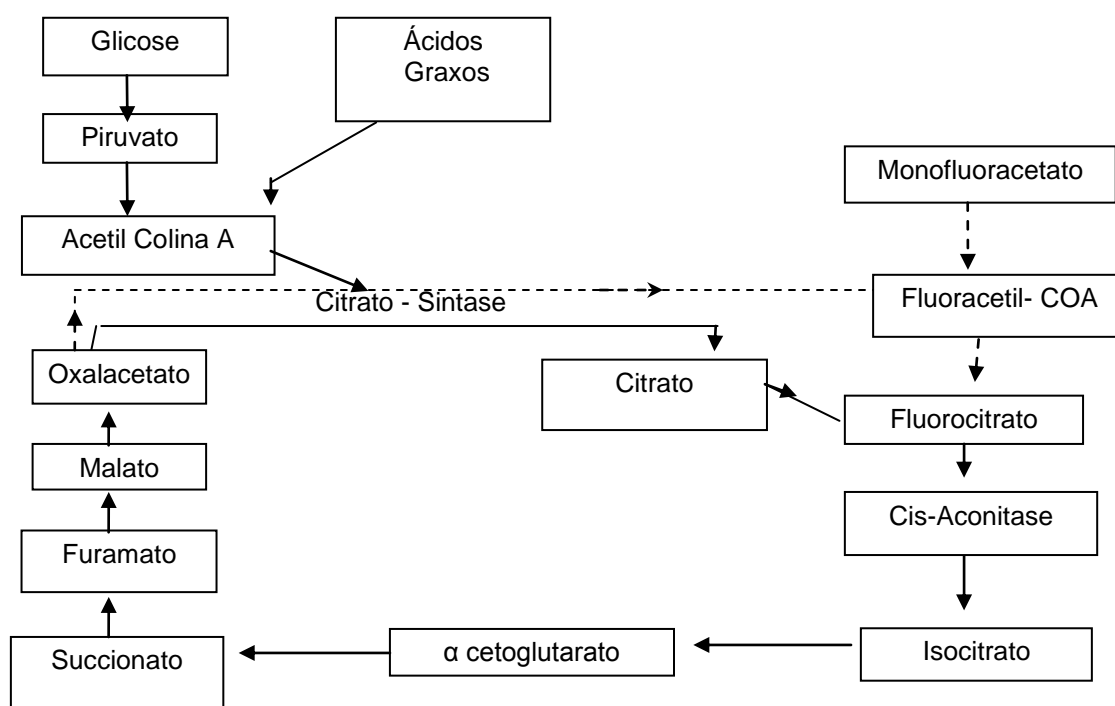 Glicose
Ácidos
Graxos
Piruvato
Monofluoracetato
Acetil Colina A
Fluoracetil- COA
Citrato - Sintase
Oxalacetato
Citrato
Fluorocitrato
Malato
Cis-Aconitase
Furamato
Succionato
α cetoglutarato
Isocitrato